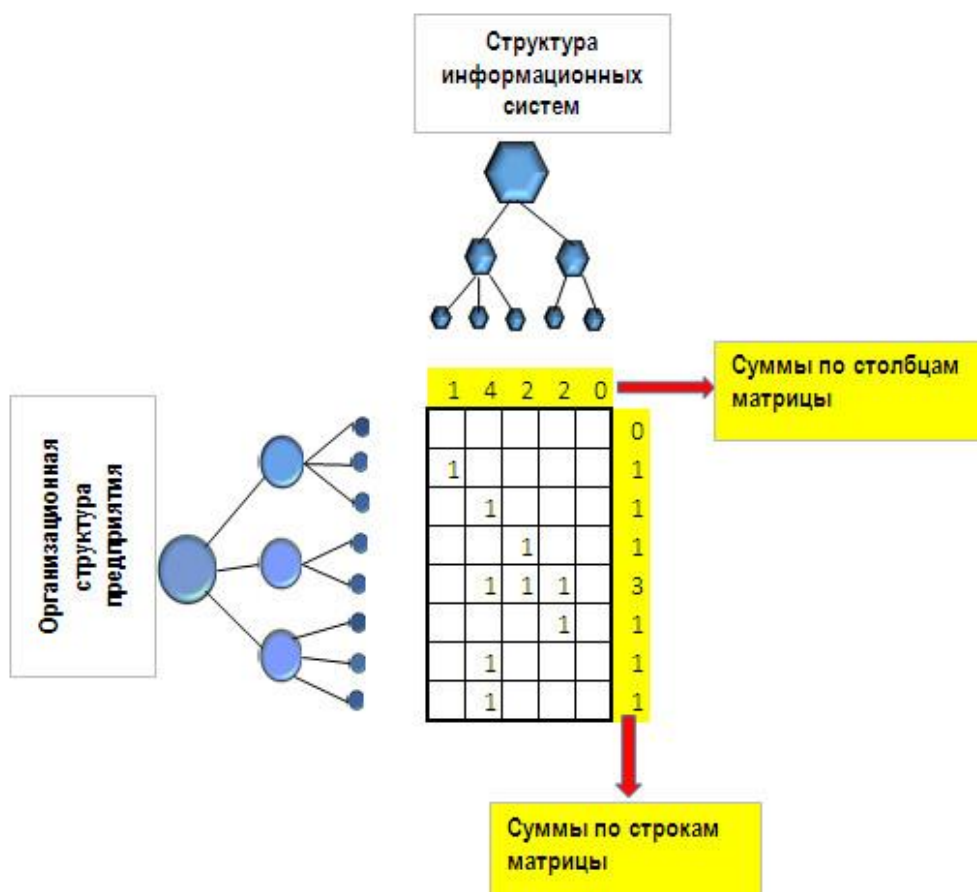 Структура
информационных
систем
Суммы по столбцам
матрицы
1 4 2 2 0
Организационная
структура
предприятия
0
1 1
1 1
1 1
1 1 1 3
1 1
1 1
1 1
Суммы по строкам
матрицы